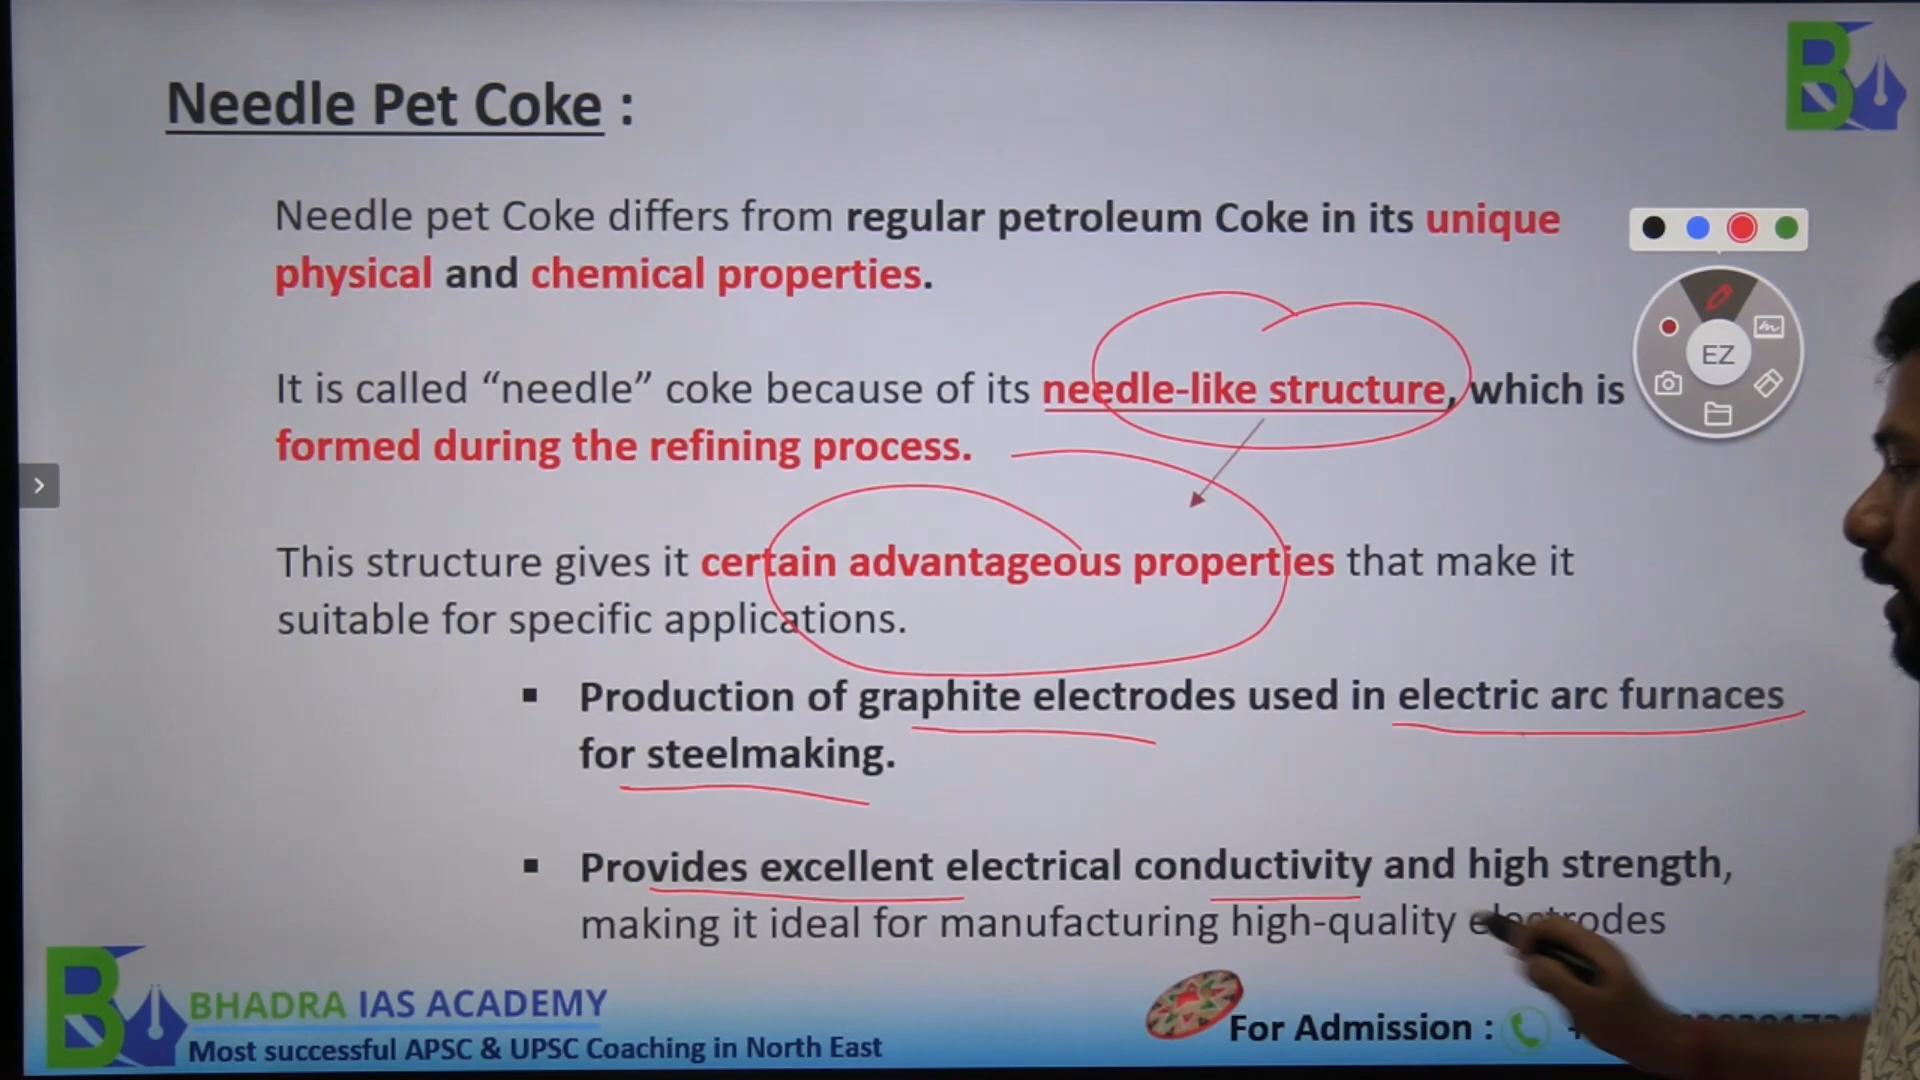 Needle Pet Coke :
Needle pet Coke differs from regular petroleum Coke in its unique
physical and chemical properties.
It is called “needle” coke because of its needle-like structure, which is
formed during the refining process.
EZ
This structure gives it certain advantageous properties that make it
suitable for specific applications.
▪ Production of graphite electrodes used in electric arc furnaces
for steelmaking.
▪ Provides excellent electrical conductivity and high strength,
making it ideal for manufacturing high-quality electrodes
BHADRA IAS ACADEMY
Most successful APSC & UPSC Coaching in North East
For Admission :